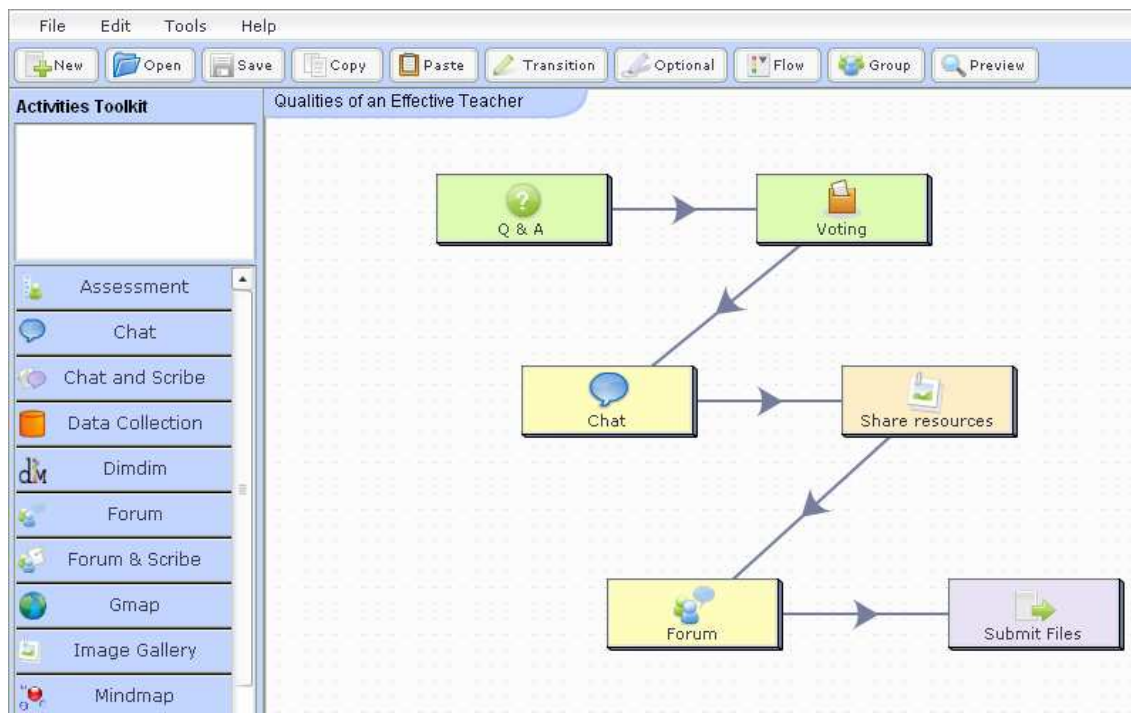 File Edit Tools Help
New Open Save Copy Paste Transition Optional Flow Group Preview
Activities Toolkit
Qualities of an Effective Teacher
Q & A
Voting
Assessment
Chat
Chat and Scribe
Data Collection
dM Dimdim
Forum
Forum & Scribe
Gmap
Image Gallery
Mindmap
Chat
Share resources
Forum
Submit Files